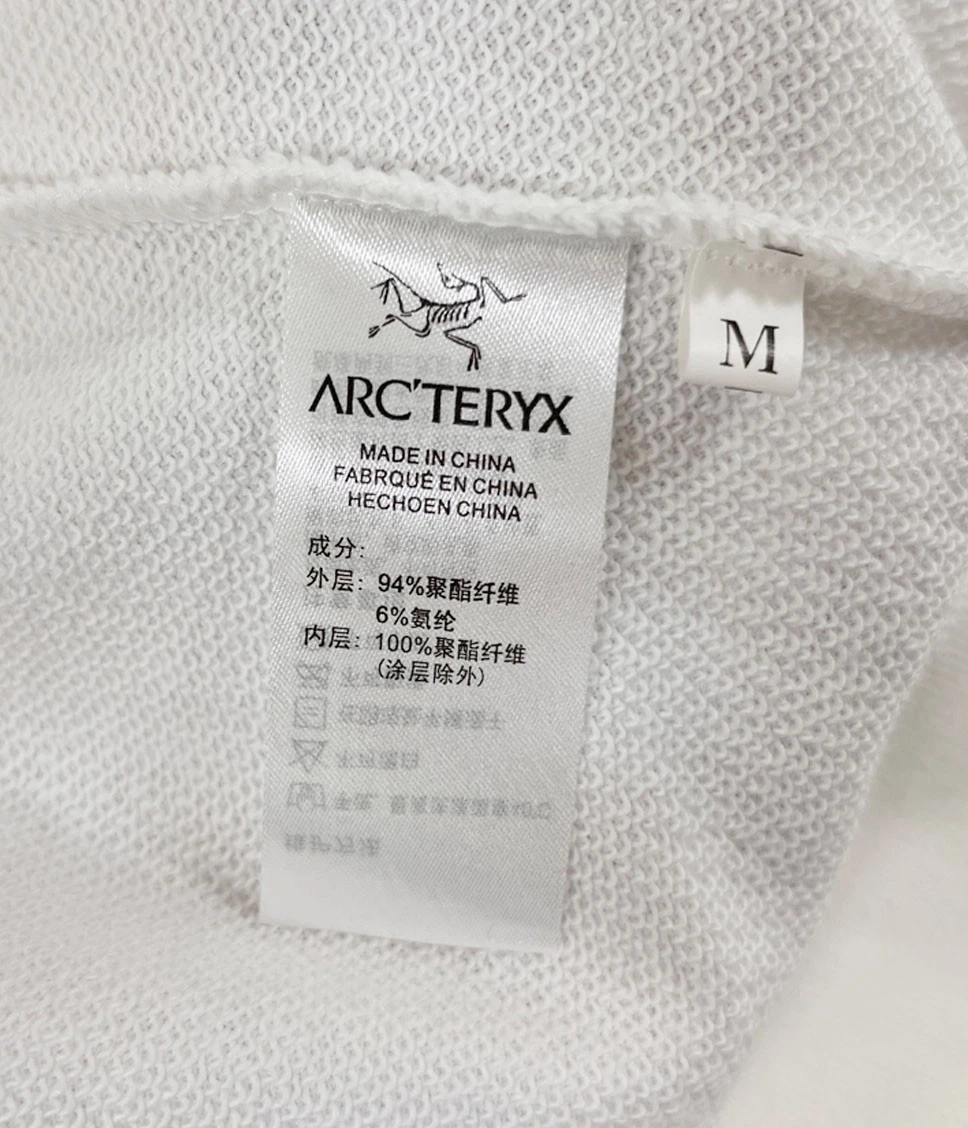 ARC'TERYX
M
MADE IN CHINA
FABRQUÉ EN CHINA
HECHOEN CHINA
成分:
外层: 94%聚酯纤维
6%氨纶
内层: 100%聚酯纤维
(涂层除外)